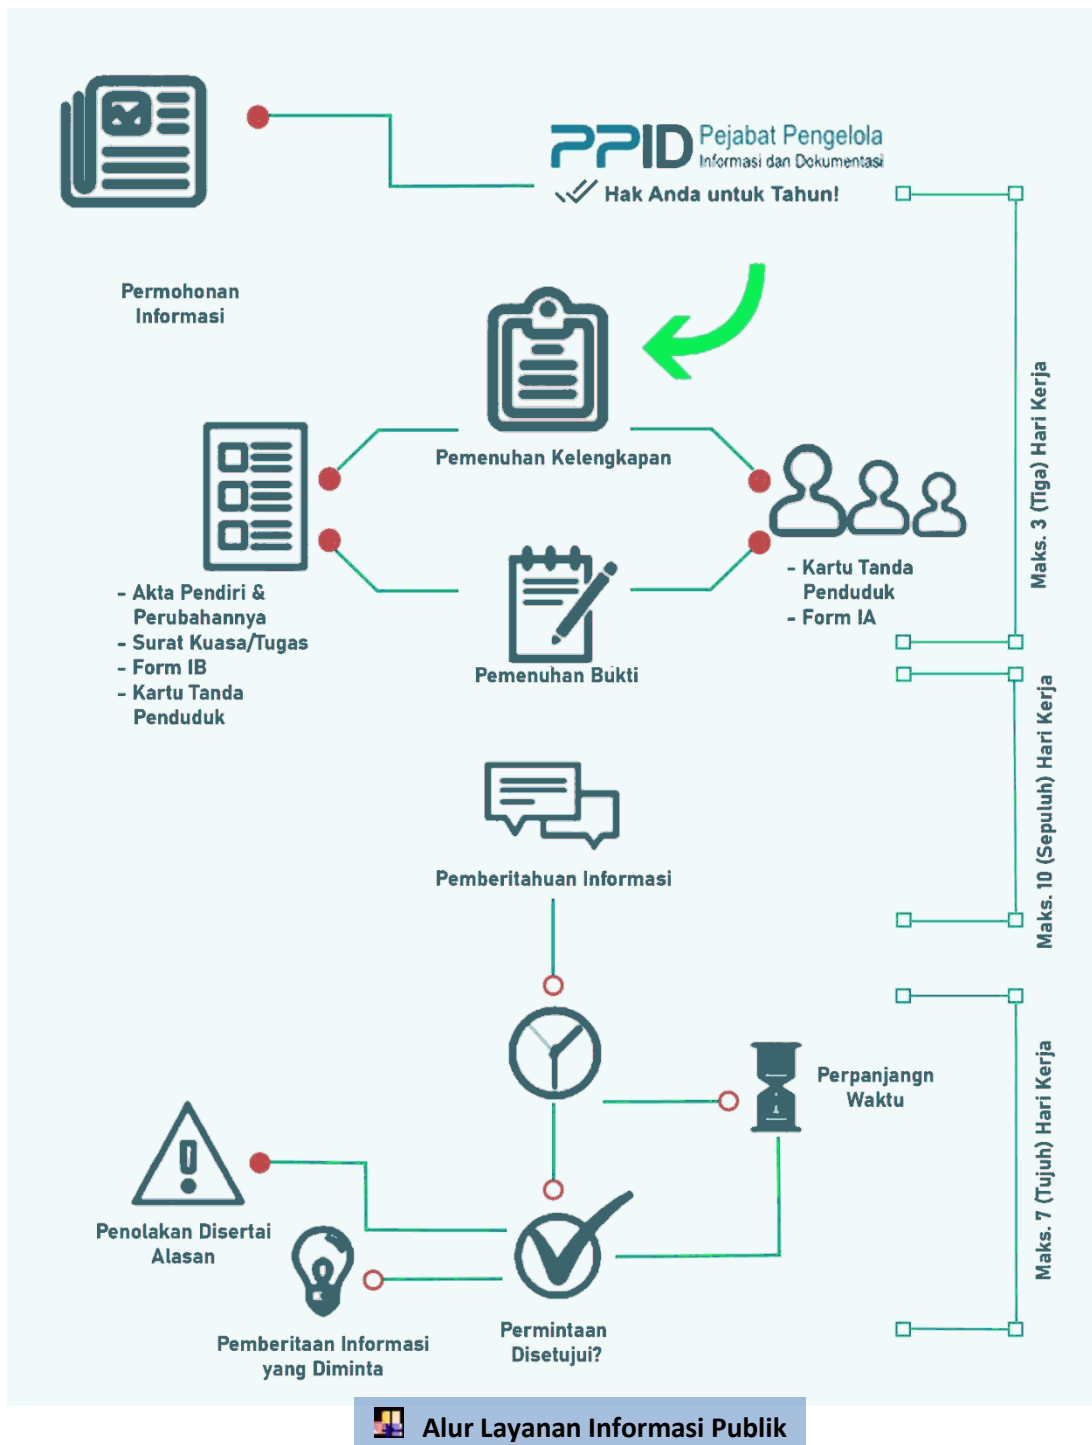 PPID Pejabat Pengelola
Informasi dan Dokumentasi
Hak Anda untuk Tahun!
Permohonan
Informasi
Pemenuhan Kelengkapan
- Akta Pendiri &
Perubahannya
- Surat Kuasa/Tugas
- Form IB
- Kartu Tanda
Penduduk
- Kartu Tanda
Penduduk
- Form IA
Pemenuhan Bukti
Maks. 3 (Tiga) Hari Kerja
Pemberitahuan Informasi
Maks. 10 (Sepuluh) Hari Kerja
Perpanjangn
Waktu
Penolakan Disertai
Alasan
Pemberitaan Informasi
yang Diminta
Permintaan
Disetujui?
Maks. 7 (Tujuh) Hari Kerja
Alur Layanan Informasi Publik